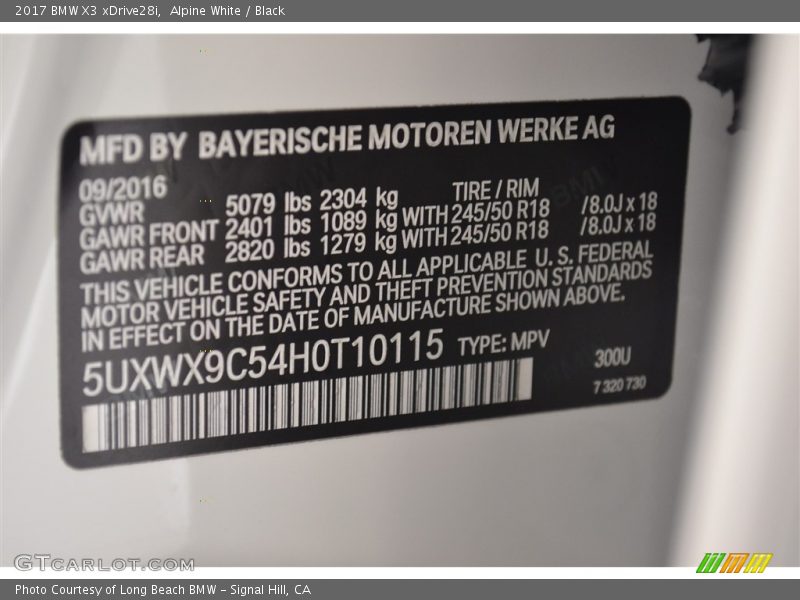 2017 BMW X3 xDrive28i, Alpine White / Black
MFD BY BAYERISCHE MOTOREN WERKE AG
09/2016 TIRE / RIM
GVWR 5079 lbs 2304 kg
GAWR FRONT 2401 lbs 1089 kg WITH 245/50 R18 /8.0J x 18
GAWR REAR 2820 lbs 1279 kg WITH 245/50 R18 /8.0J x 18
THIS VEHICLE CONFORMS TO ALL APPLICABLE U. S. FEDERAL
MOTOR VEHICLE SAFETY AND THEFT PREVENTION STANDARDS
IN EFFECT ON THE DATE OF MANUFACTURE SHOWN ABOVE.
5UXWX9C54H0T10115 TYPE: MPV
300U
7 320 730
GTCARLOT.COM
Photo Courtesy of Long Beach BMW – Signal Hill, CA